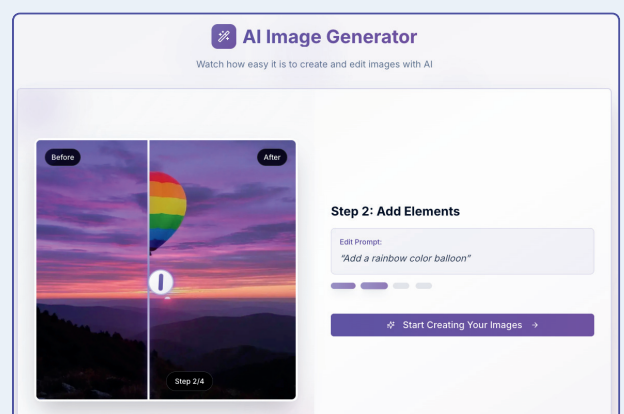 AI Image Generator
Watch how easy it is to create and edit images with AI
Before
After
Step 2/4
Step 2: Add Elements
Edit Prompt:
"Add a rainbow color balloon"
Start Creating Your Images